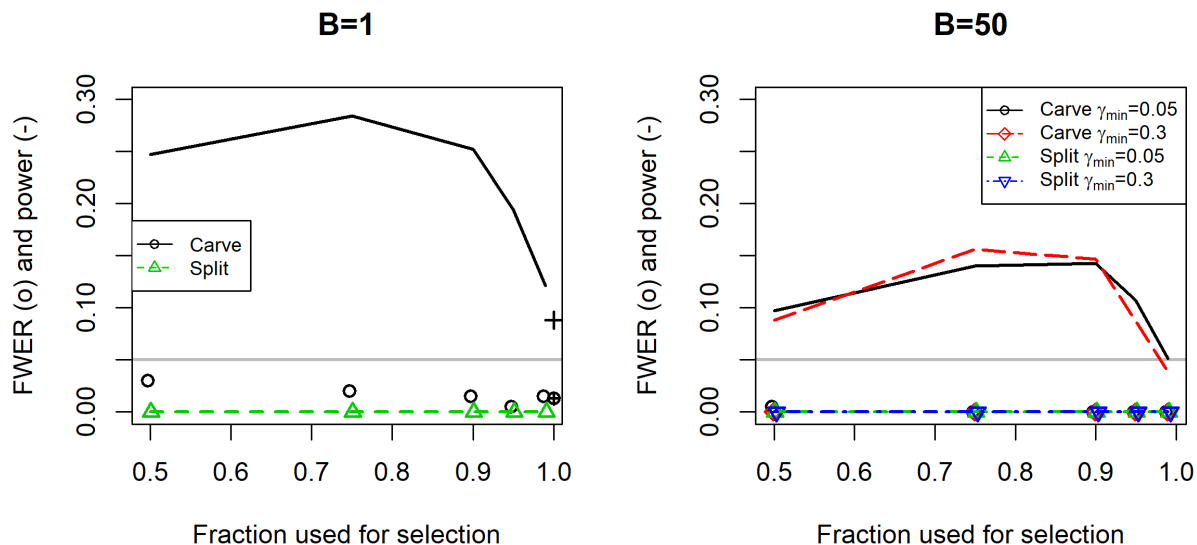 B=1
FWER (o) and power (-)
0.00 0.10 0.20 0.30
Carve
Split
0.5 0.6 0.7 0.8 0.9 1.0
Fraction used for selection
B=50
FWER (o) and power (-)
0.00 0.10 0.20 0.30
Carve γmin=0.05
Carve γmin=0.3
Split γmin=0.05
Split γmin=0.3
0.5 0.6 0.7 0.8 0.9 1.0
Fraction used for selection